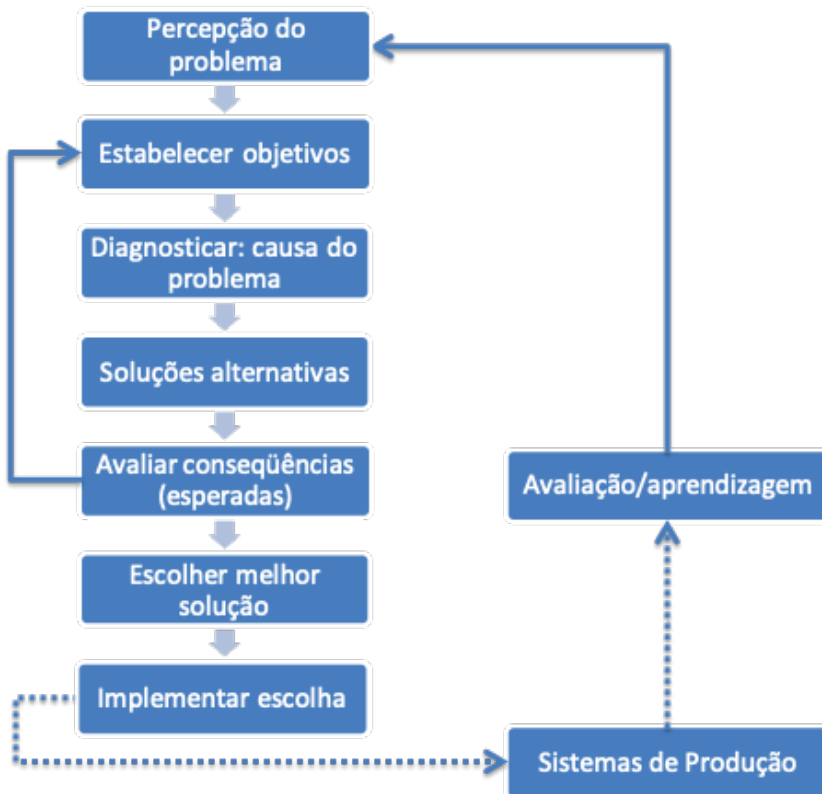 Percepção do
problema
Estabelecer objetivos
Diagnosticar: causa do
problema
Soluções alternativas
Avaliar conseqüências
(esperadas)
Escolher melhor
solução
Implementar escolha
Avaliação/aprendizagem
Sistemas de Produção